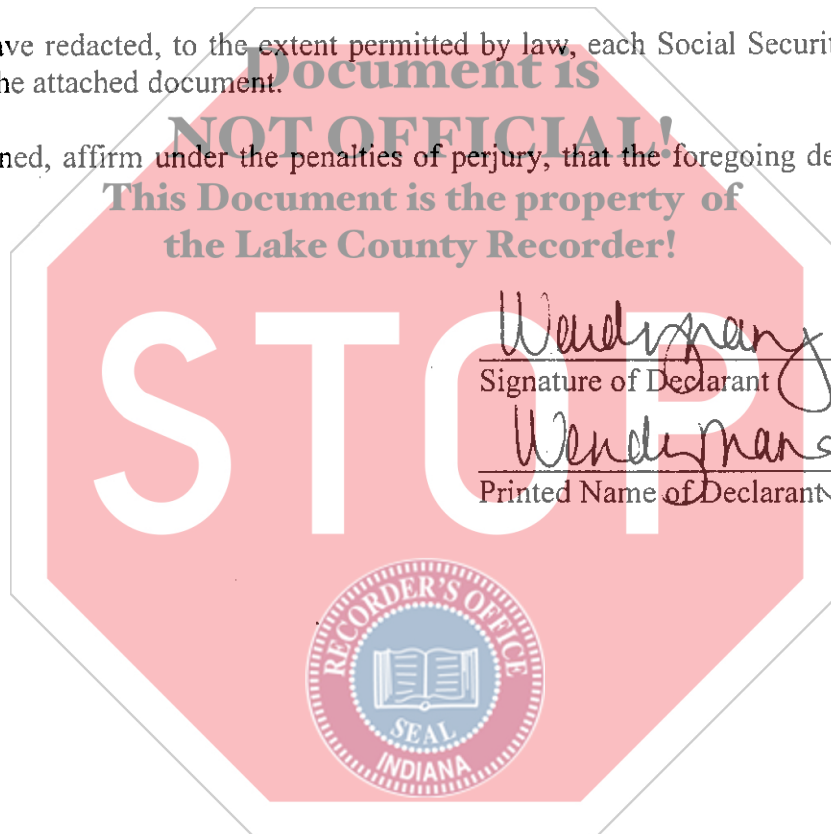 ave redacted, to the extent permitted by law, each Social Securit
he attached document.
Document is
NOT OFFICIAL!
ned, affirm under the penalties of perjury, that the foregoing de
This Document is the property of
the Lake County Recorder!
Signature of Declarant
Printed Name of Declarant
STOP
RECORDER'S OFFICE
SEAL
INDIANA